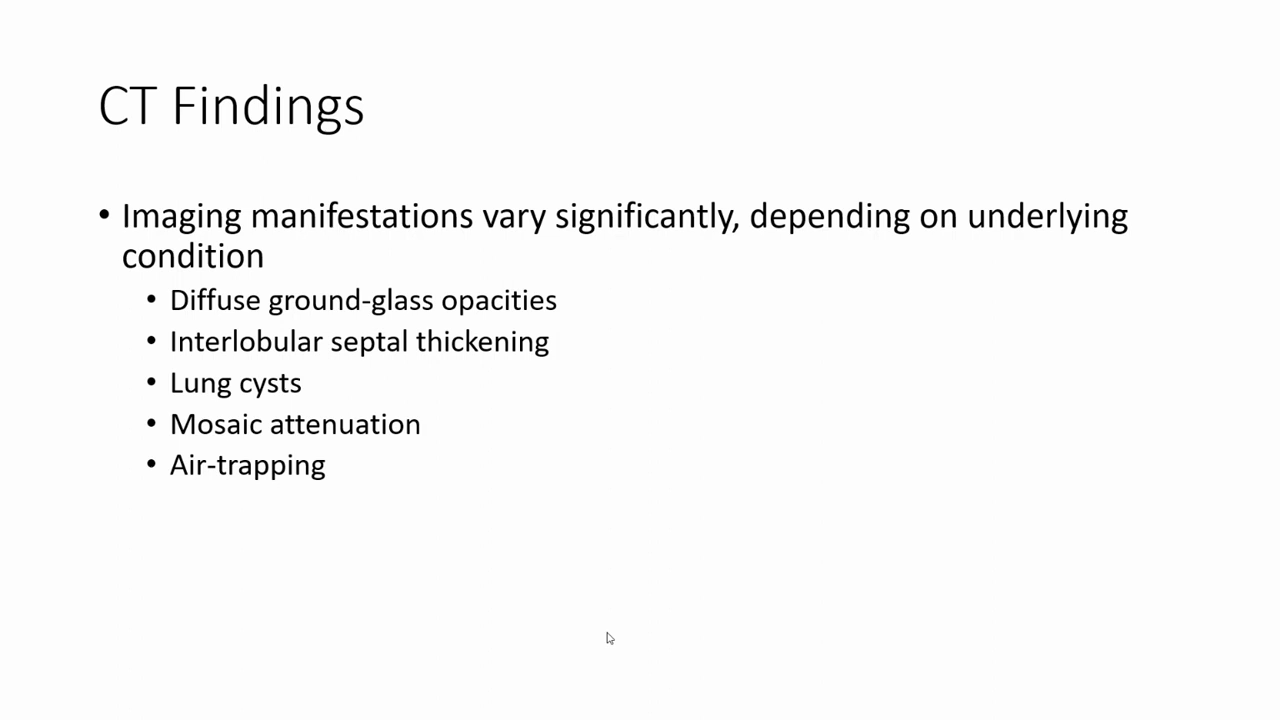 CT Findings
• Imaging manifestations vary significantly, depending on underlying
condition
• Diffuse ground-glass opacities
• Interlobular septal thickening
• Lung cysts
• Mosaic attenuation
• Air-trapping